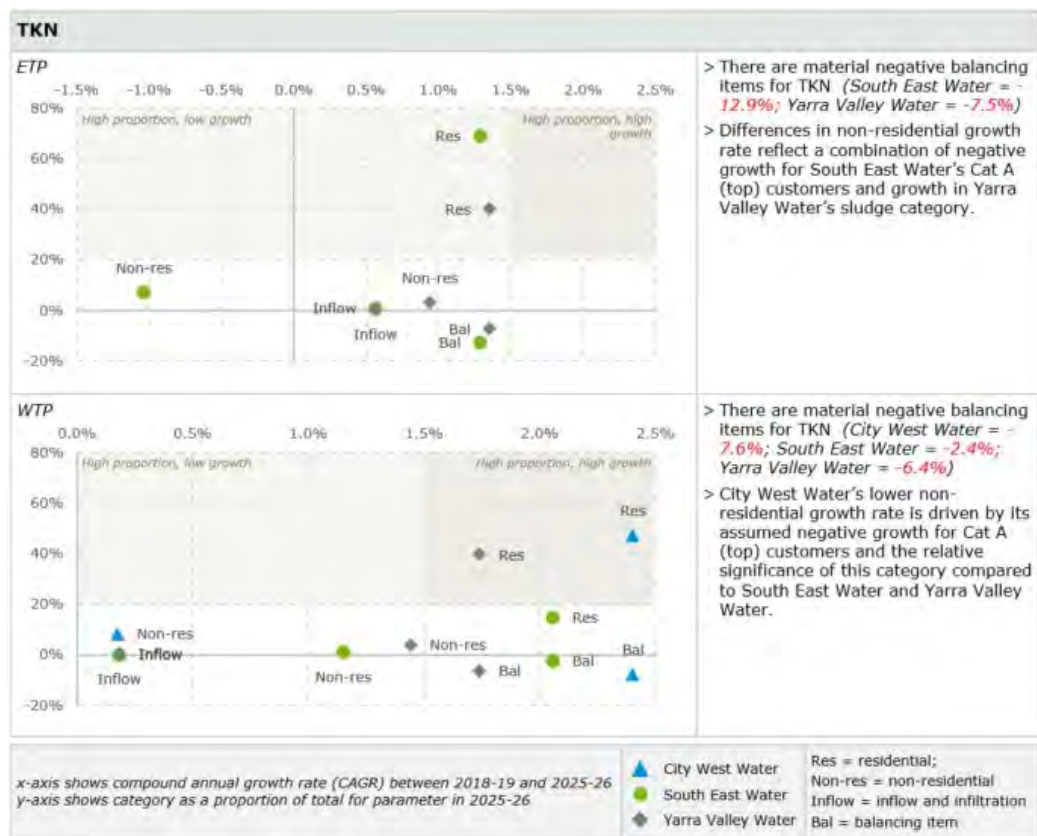 TKN
ETP
-1.5% -1.0% -0.5% 0.0% 0.5% 1.0% 1.5% 2.0% 2.5%
80%
High proportion, low growth
High proportion, high
growth
Res
60%
40%
Res
20%
Non-res
Non-res
0%
Inflow
Inflow
Bal
Bal
-20%
> There are material negative balancing
items for TKN (South East Water = -
12.9%; Yarra Valley Water = -7.5%)
> Differences in non-residential growth
rate reflect a combination of negative
growth for South East Water's Cat A
(top) customers and growth in Yarra
Valley Water's sludge category.
WTP
0.0% 0.5% 1.0% 1.5% 2.0% 2.5%
80%
High proportion, low growth
High proportion, high growth
60%
Res
40%
Res
20%
Res
Non-res
Non-res
Bal
0%
Inflow
Bal
Inflow
Non-res
Bal
-20%
> There are material negative balancing
items for TKN (City West Water = -
7.6%; South East Water = -2.4%;
Yarra Valley Water = -6.4%)
> City West Water's lower non-
residential growth rate is driven by its
assumed negative growth for Cat A
(top) customers and the relative
significance of this category compared
to South East Water and Yarra Valley
Water.
x-axis shows compound annual growth rate (CAGR) between 2018-19 and 2025-26
y-axis shows category as a proportion of total for parameter in 2025-26
City West Water
South East Water
Yarra Valley Water
Res = residential;
Non-res = non-residential
Inflow = inflow and infiltration
Bal = balancing item